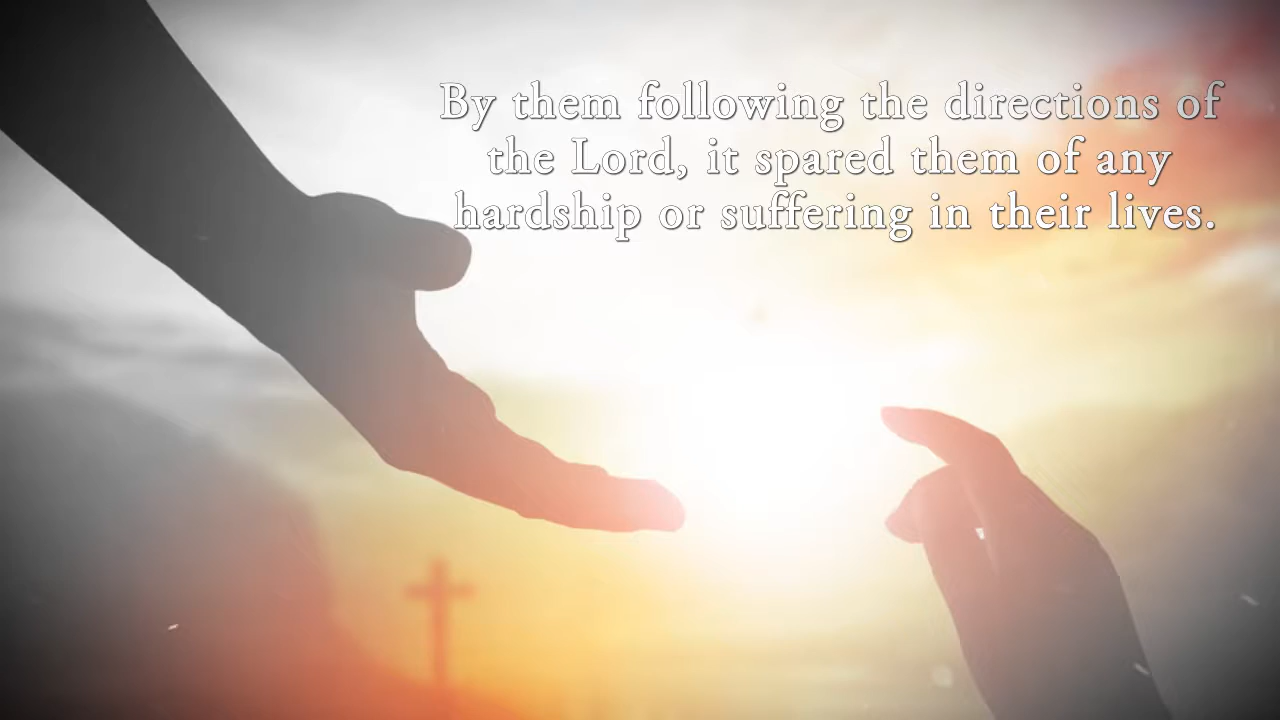 By them following the directions of
the Lord, it spared them of any
hardship or suffering in their lives.